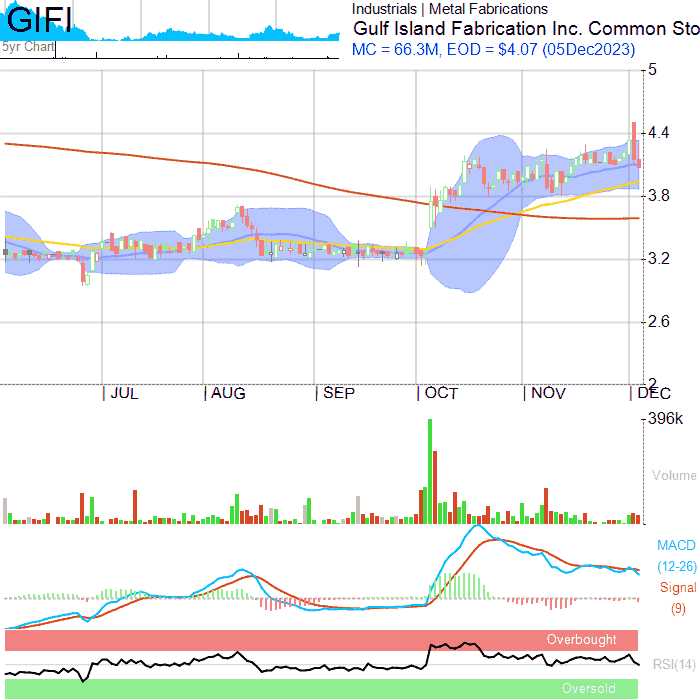 GIFI
5yr Chart
Industrials | Metal Fabrications
Gulf Island Fabrication Inc. Common Sto
MC = 66.3M, EOD = $4.07 (05Dec2023)
5
4.4
3.8
3.2
2.6
2
JUL AUG SEP OCT NOV DEC
396k
Volume
MACD
(12-26)
Signal
(9)
Overbought
RSI(14)
Oversold